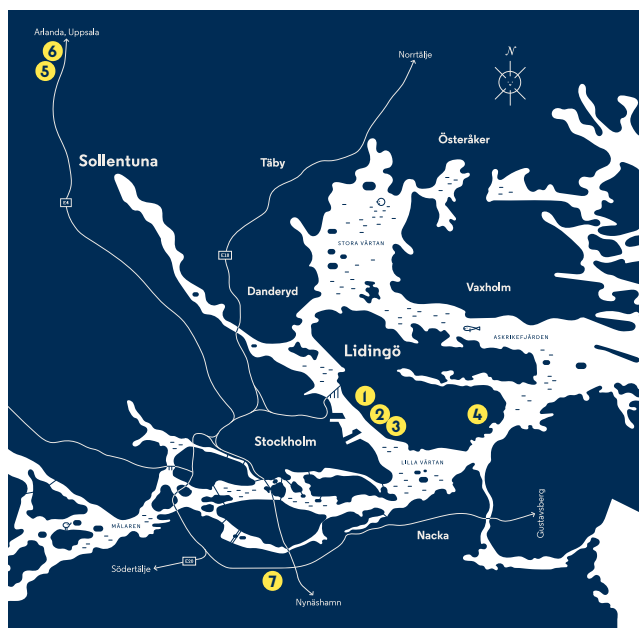 Arlanda, Uppsala
6
5
Norrtälje
N
Österåker
Sollentuna
Täby
E4
STORA VÄRTAN
E18
Danderyd
Vaxholm
ASKRIKEFJÄRDEN
Lidingö
1
2
3
4
Stockholm
LILLA VÄRTAN
MÄLAREN
Gustavsberg
Nacka
E20
Södertälje
7
Nynäshamn